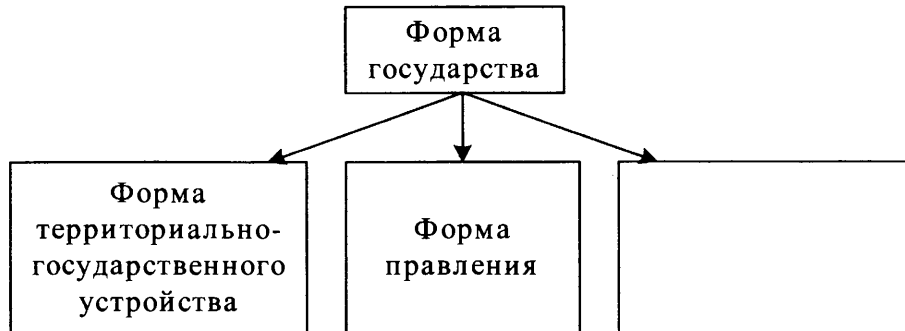 Форма
государства
Форма
территориально-
государственного
устройства
Форма
правления